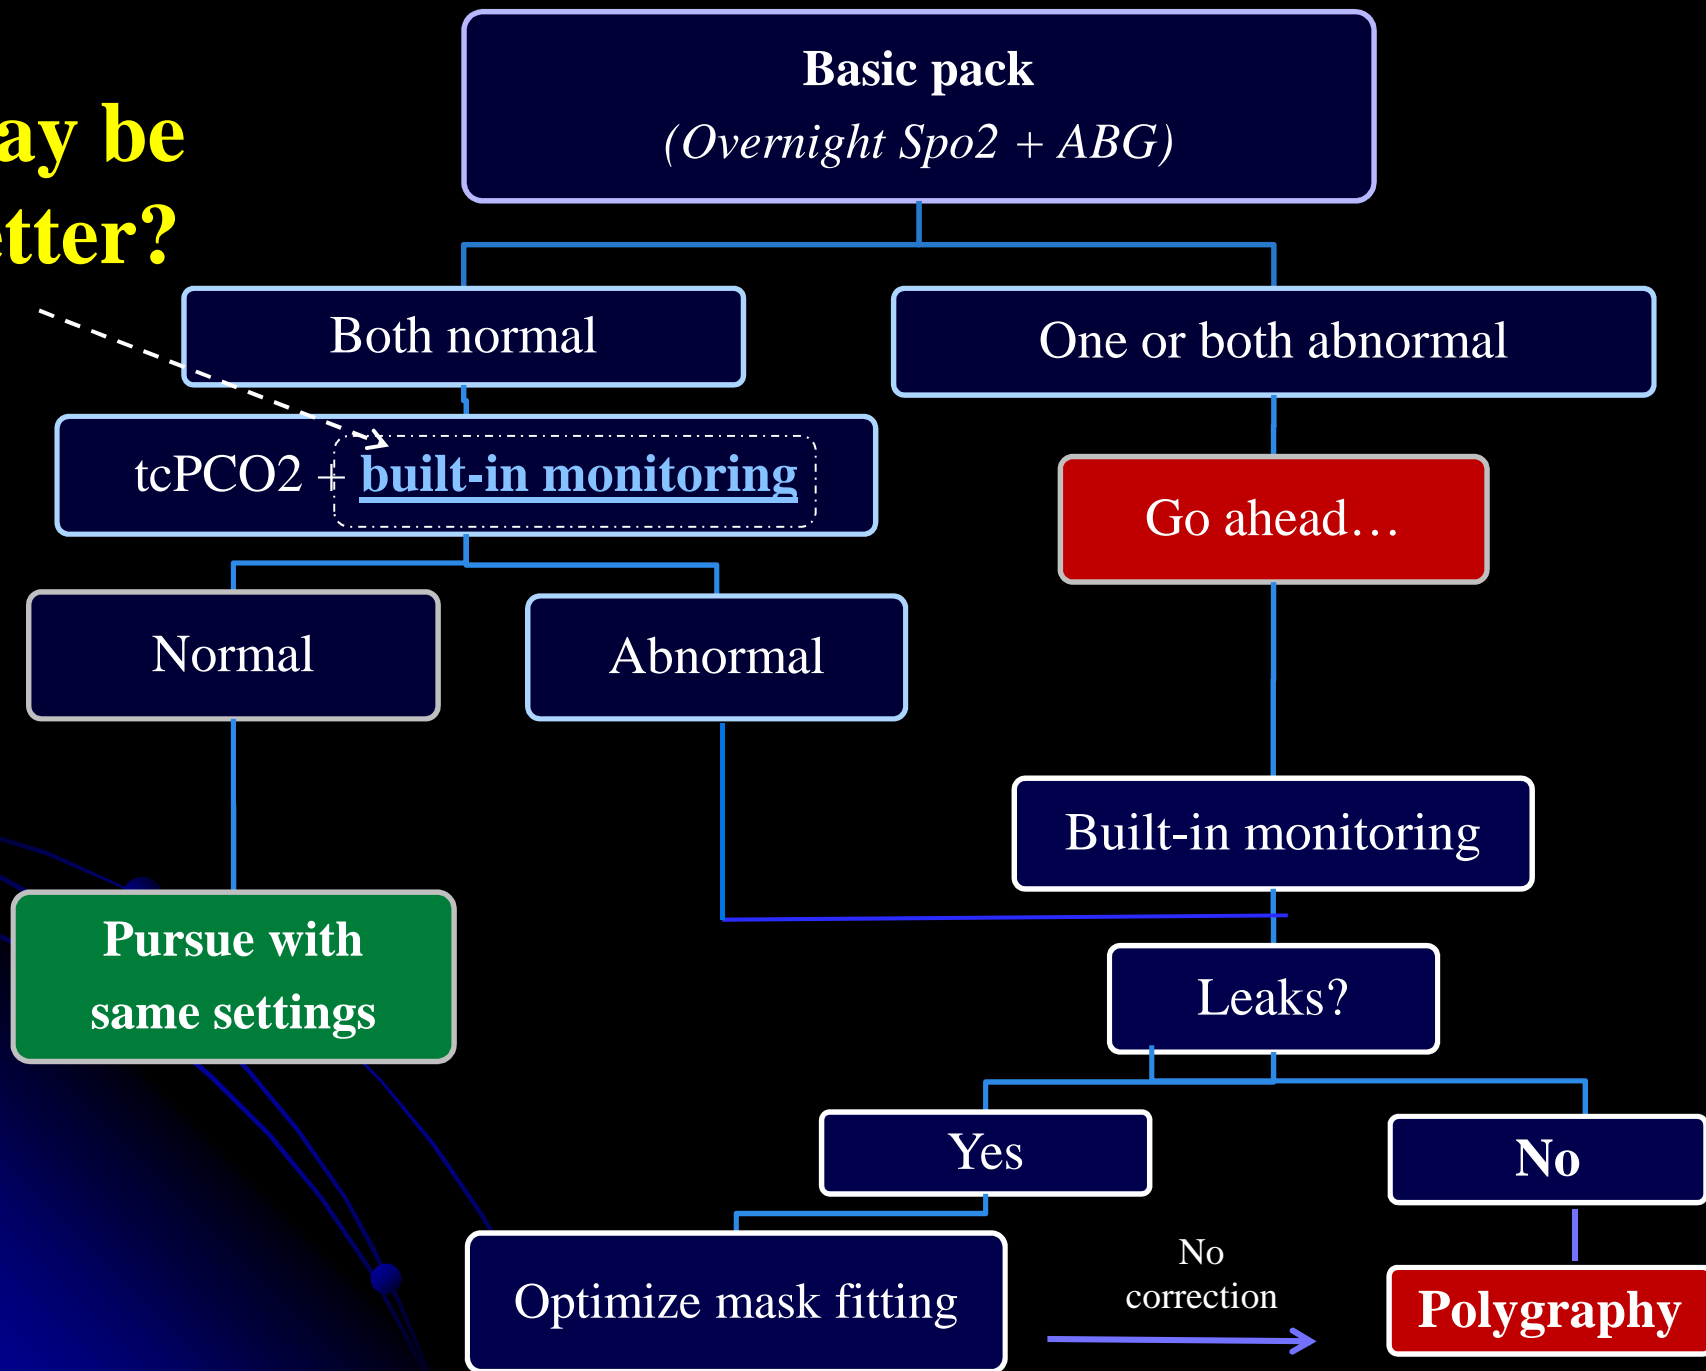 Basic pack
(Overnight Spo2 + ABG)
ay be
etter?
Both normal
One or both abnormal
tcPCO2 + built-in monitoring
Go ahead…
Normal
Abnormal
Built-in monitoring
Pursue with
same settings
Leaks?
Yes
No
No
correction
Optimize mask fitting
Polygraphy